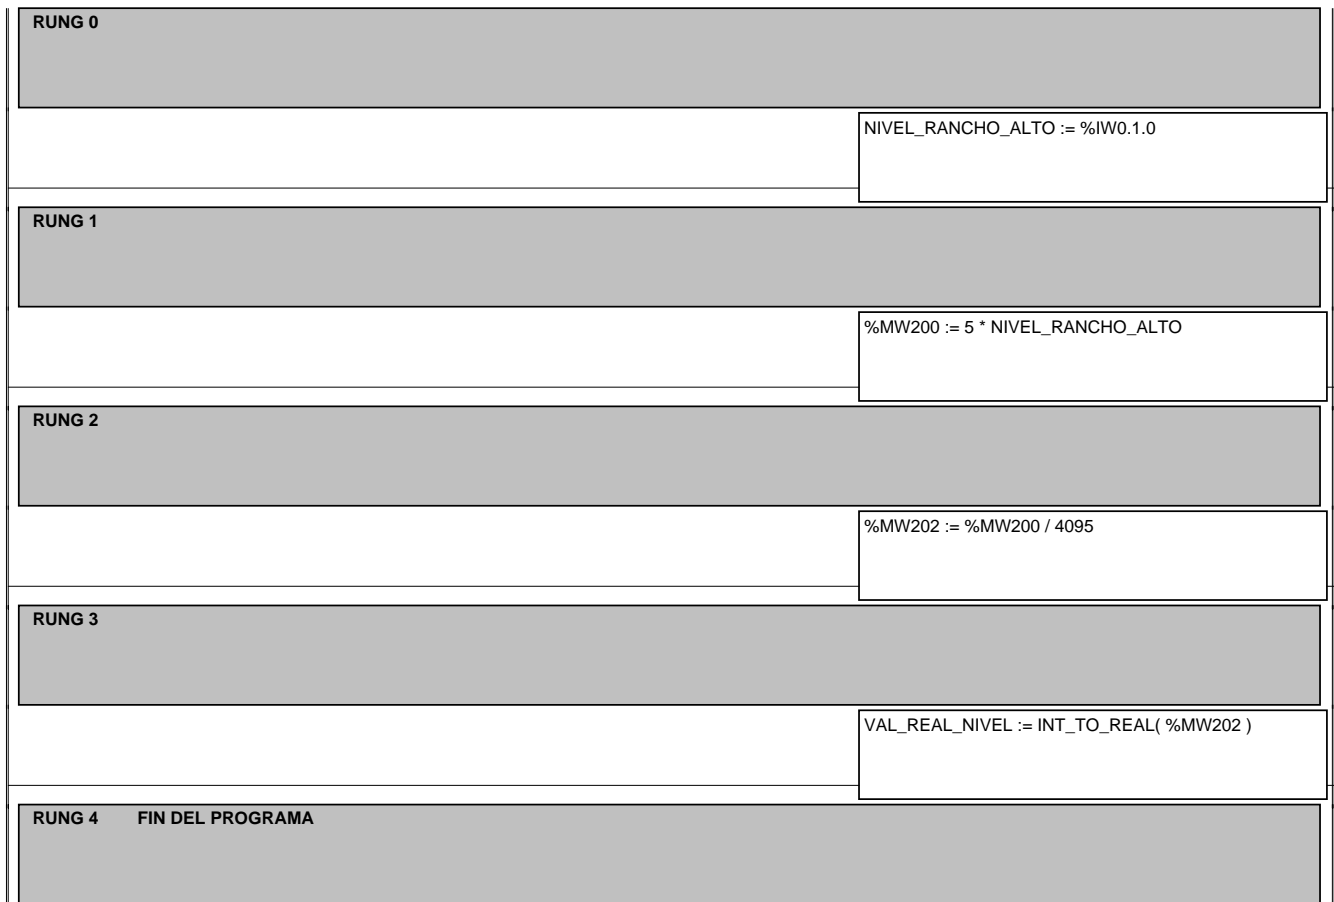 RUNG 0
NIVEL_RANCHO_ALTO := %IW0.1.0
RUNG 1
%MW200 := 5 * NIVEL_RANCHO_ALTO
RUNG 2
%MW202 := %MW200 / 4095
RUNG 3
VAL_REAL_NIVEL := INT_TO_REAL( %MW202 )
RUNG 4 FIN DEL PROGRAMA